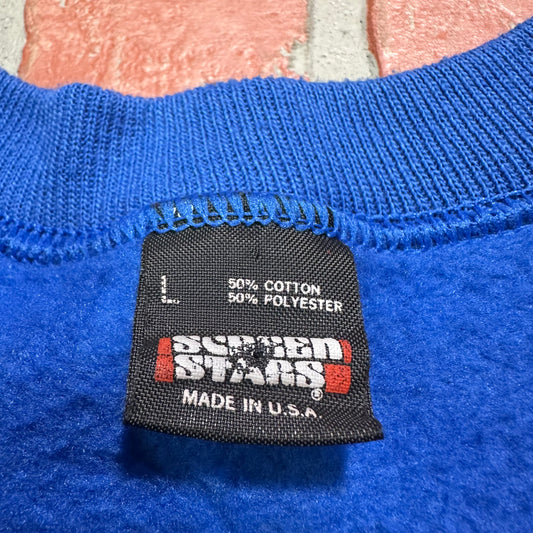 L
50% COTTON
50% POLYESTER
SCREEN
STARS®
MADE IN U.S.A.